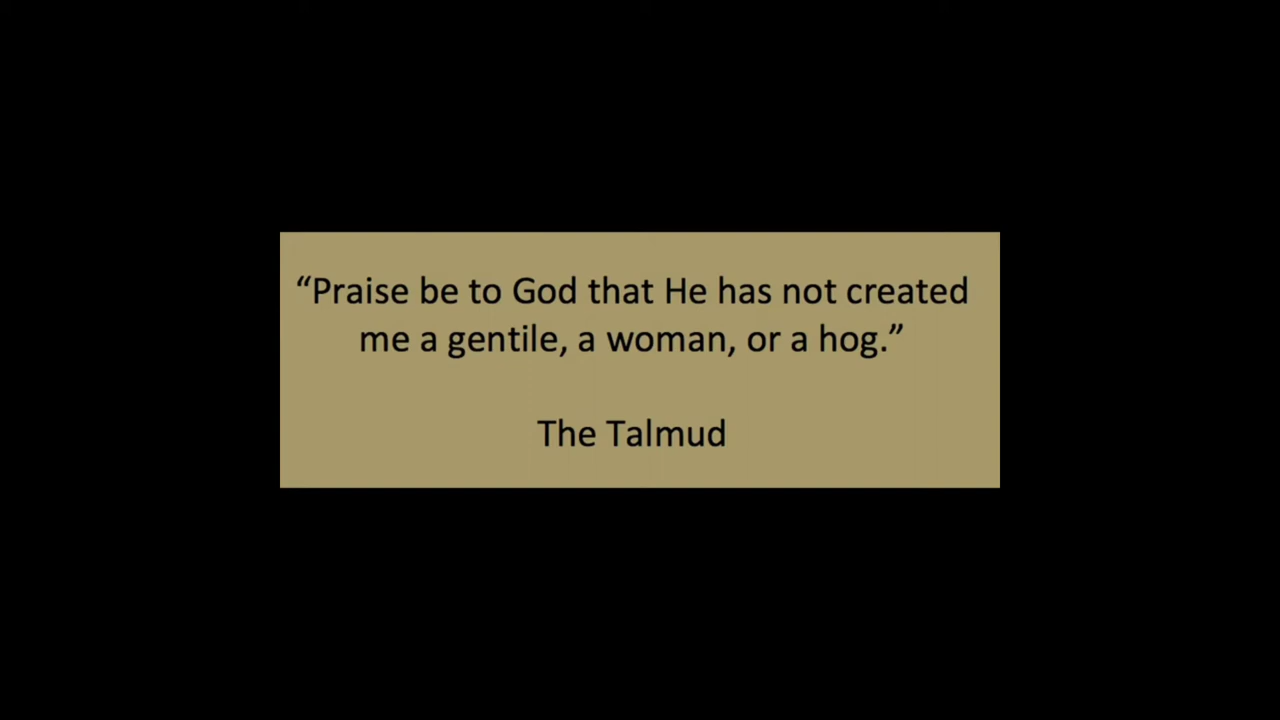 “Praise be to God that He has not created
me a gentile, a woman, or a hog.”
The Talmud